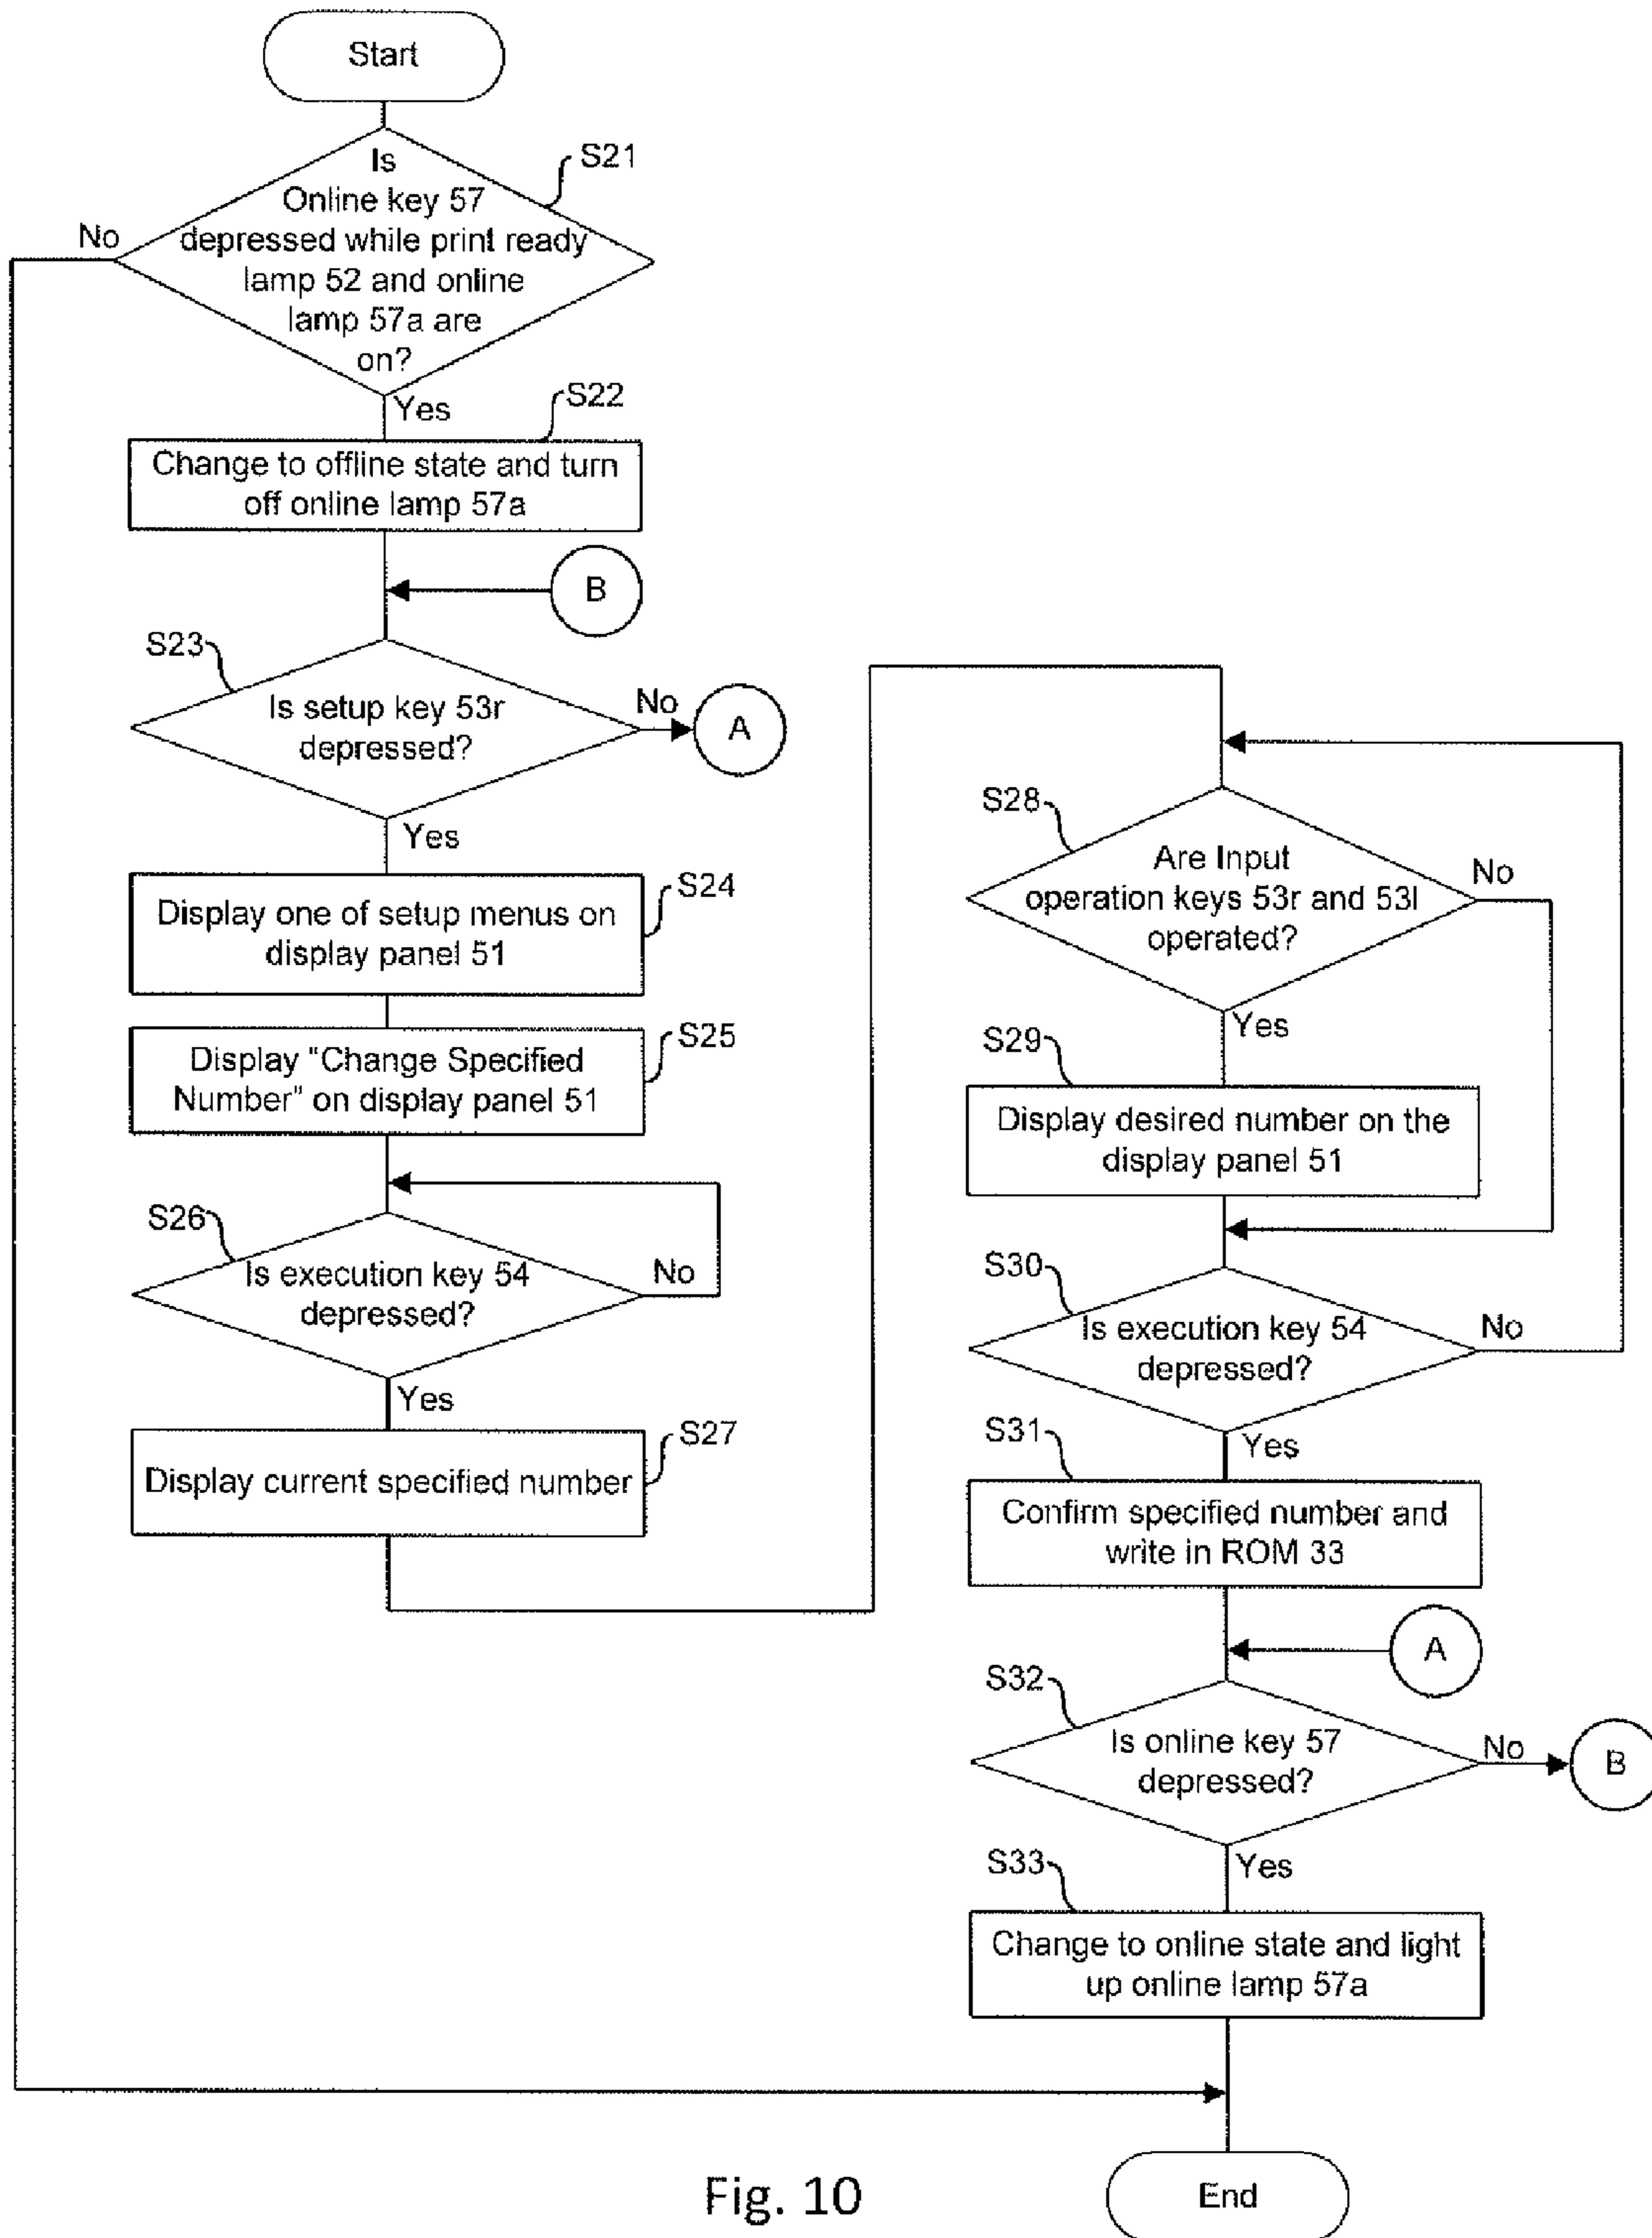 Start
S21
Is
Online key 57
depressed while print ready
lamp 52 and online
lamp 57a are
on?
No
Yes
S22
Change to offline state and turn
off online lamp 57a
B
S23
Is setup key 53r
depressed?
No
A
Yes
S24
Display one of setup menus on
display panel 51
S25
Display "Change Specified
Number" on display panel 51
S26
Is execution key 54
depressed?
No
Yes
S27
Display current specified number
S28
Are Input
operation keys 53r and 53l
operated?
No
Yes
S29
Display desired number on the
display panel 51
S30
Is execution key 54
depressed?
No
Yes
S31
Confirm specified number and
write in ROM 33
A
S32
Is online key 57
depressed?
No
B
Yes
S33
Change to online state and light
up online lamp 57a
End
Fig. 10